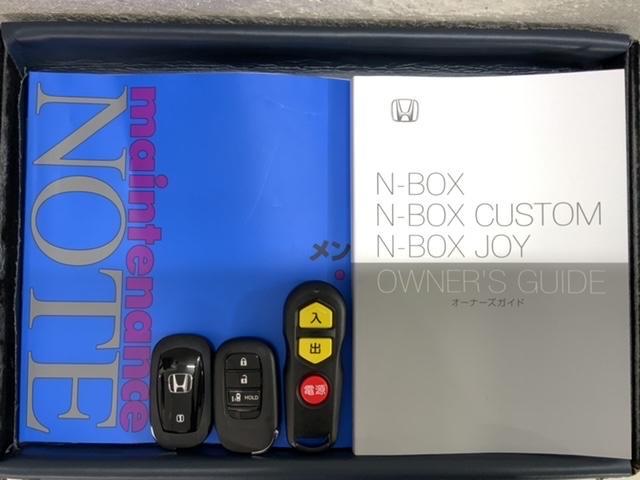 maintenance
NOTE
メン
N-BOX
N-BOX CUSTOM
N-BOX JOY
OWNER'S GUIDE
オーナーズガイド
HOLD
入
出
電源